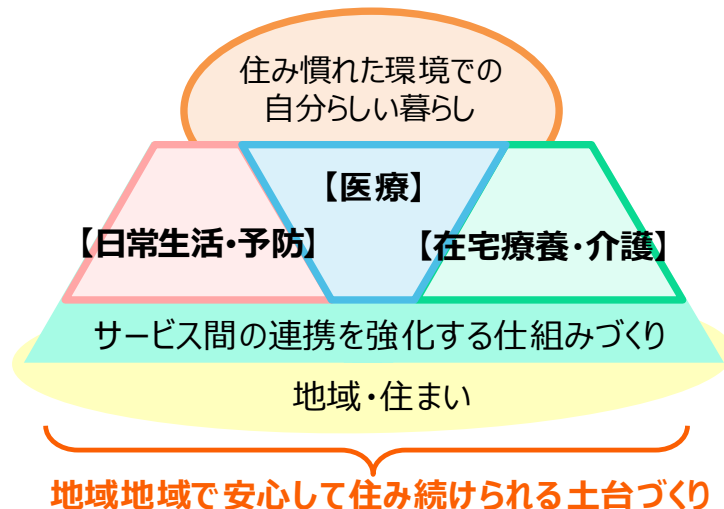 住み慣れた環境での
自分らしい暮らし
【医療】
【日常生活・予防】
【在宅療養・介護】
サービス間の連携を強化する仕組みづくり
地域・住まい
地域地域で安心して住み続けられる土台づくり